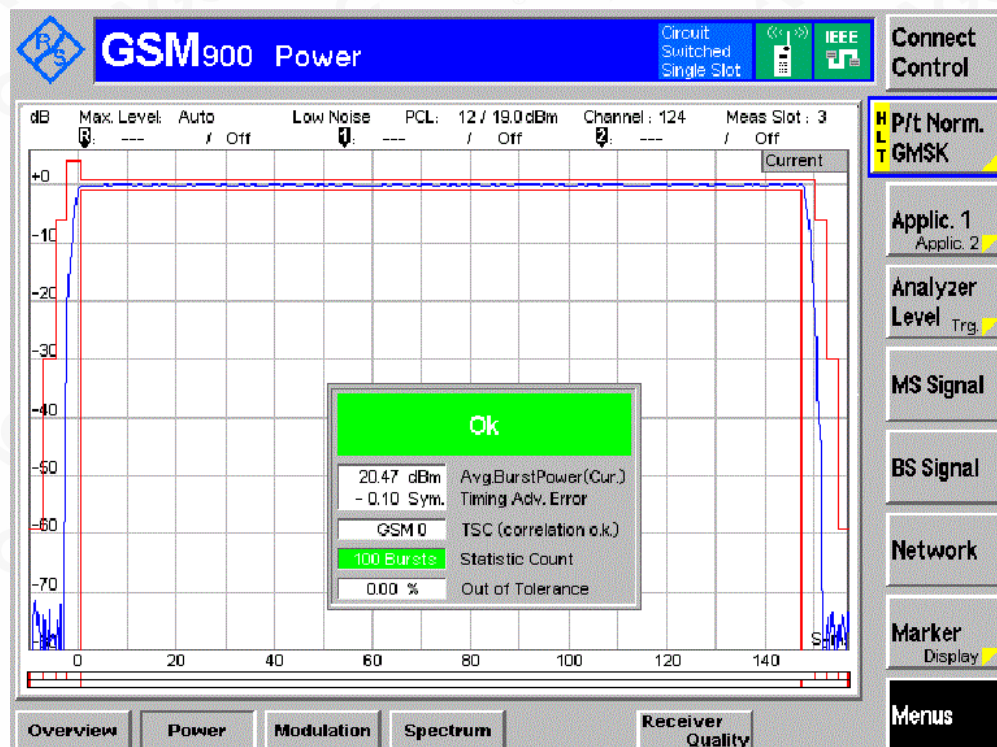 R/S
GSM900 Power
Circuit
Switched
Single Slot
IEEE
Connect
Control
dB Max. Level: Auto Low Noise PCL: 12 / 19.0 dBm Channel : 124 Meas Slot : 3
R: --- / Off 1: --- / Off 2: --- / Off
Current
H
L
T
P/t Norm.
GMSK
Applic. 1
Applic. 2
Analyzer
Level Trg.
MS Signal
BS Signal
Network
Marker
Display
Menus
+0
-10
-20
-30
-40
-50
-60
-70
Ok
20.47 dBm Avg.BurstPower(Cur.)
- 0.10 Sym. Timing Adv. Error
GSM 0 TSC (correlation o.k.)
100 Bursts Statistic Count
0.00 % Out of Tolerance
0 20 40 60 80 100 120 140
Overview Power Modulation Spectrum Receiver
Quality